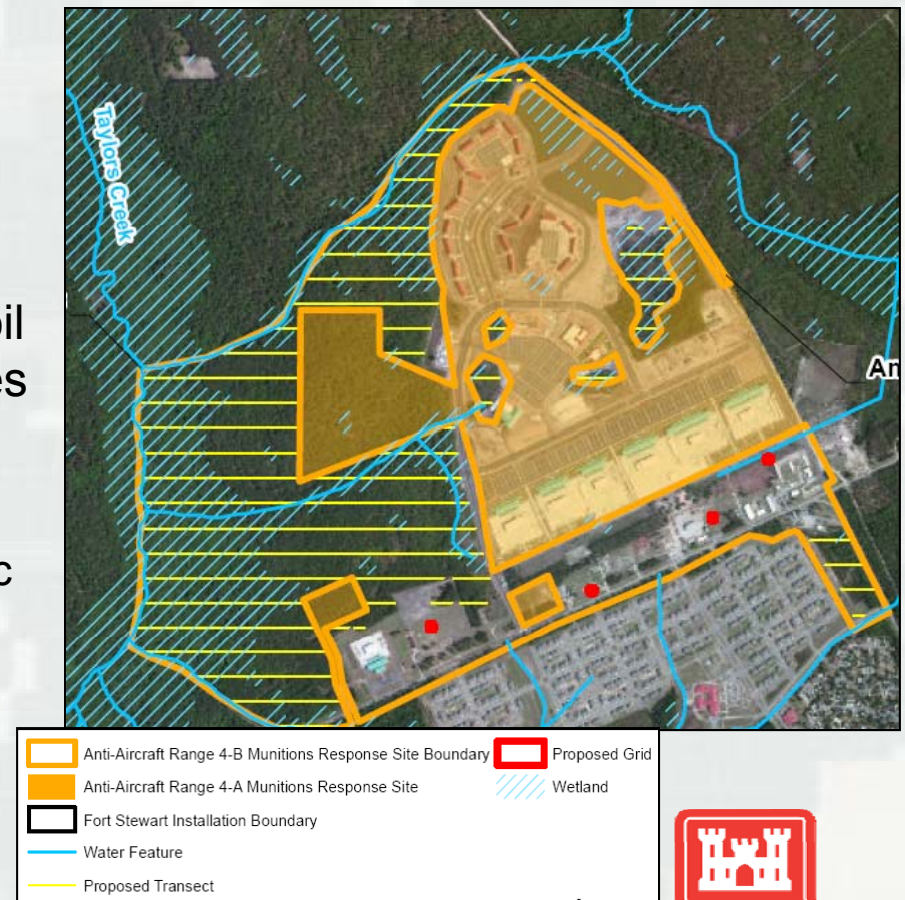 Taylors Creek
oil
es
An
c
Anti-Aircraft Range 4-B Munitions Response Site Boundary
Proposed Grid
Anti-Aircraft Range 4-A Munitions Response Site
Wetland
Fort Stewart Installation Boundary
Water Feature
Proposed Transect